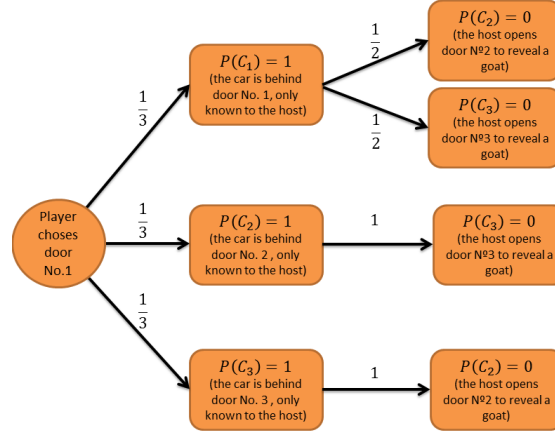 Player
choses
door
No.1
1/3
1/3
1/3
P(C₁) = 1
(the car is behind
door No. 1, only
known to the host)
1/2
1/2
P(C₂) = 0
(the host opens
door №2 to reveal a
goat)
P(C₃) = 0
(the host opens
door №3 to reveal a
goat)
P(C₂) = 1
(the car is behind
door No. 2 , only
known to the host)
1
P(C₃) = 0
(the host opens
door №3 to reveal a
goat)
P(C₃) = 1
(the car is behind
door No. 3 , only
known to the host)
1
P(C₂) = 0
(the host opens
door №2 to reveal a
goat)